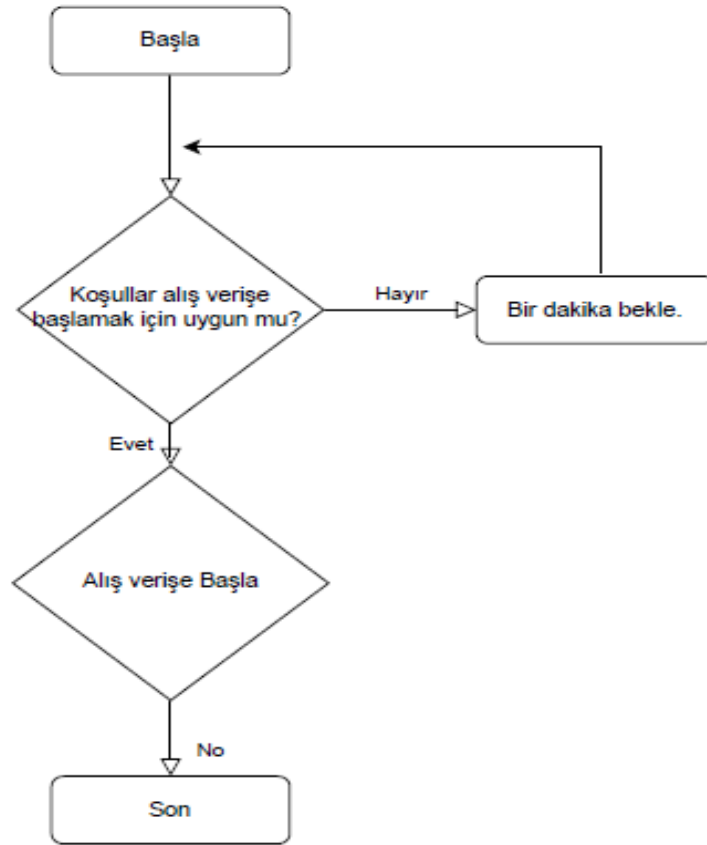 Başla
Koşullar alış verişe
başlamak için uygun mu?
Hayır
Bir dakika bekle.
Evet
Alış verişe Başla
No
Son